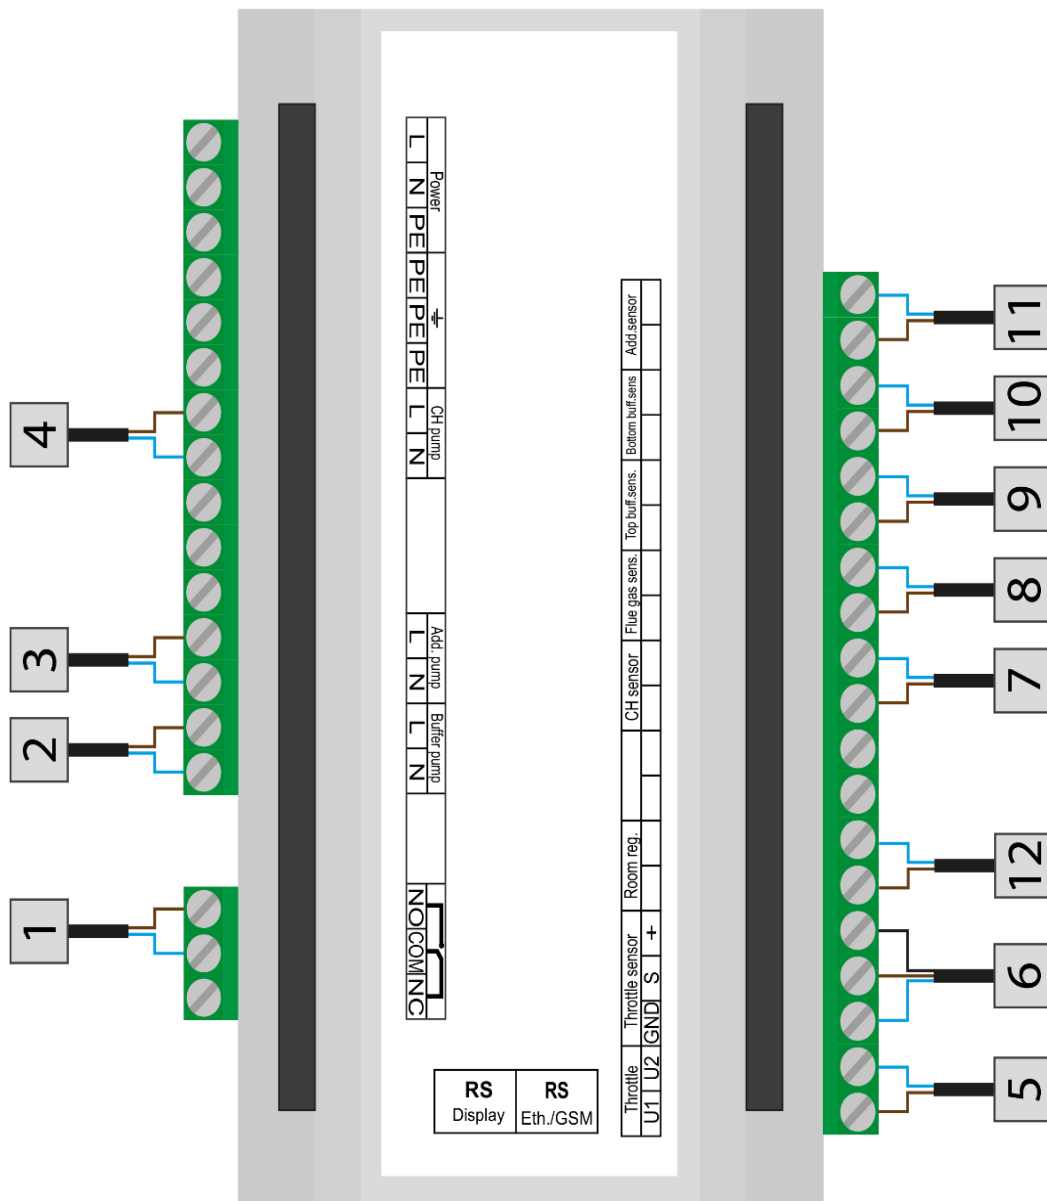 4
3
2
1
L N PE PE PE PE L N
Power
CH pump
L N L N
Add. pump
Buffer pump
NO COM NC
RS
Display
RS
Eth./GSM
Add.sensor
Bottom buff.sens
Top buff.sens.
Flue gas sens.
CH sensor
Room reg.
Throttle sensor
+ S GND
Throttle
U2 U1
11
10
9
8
7
12
6
5